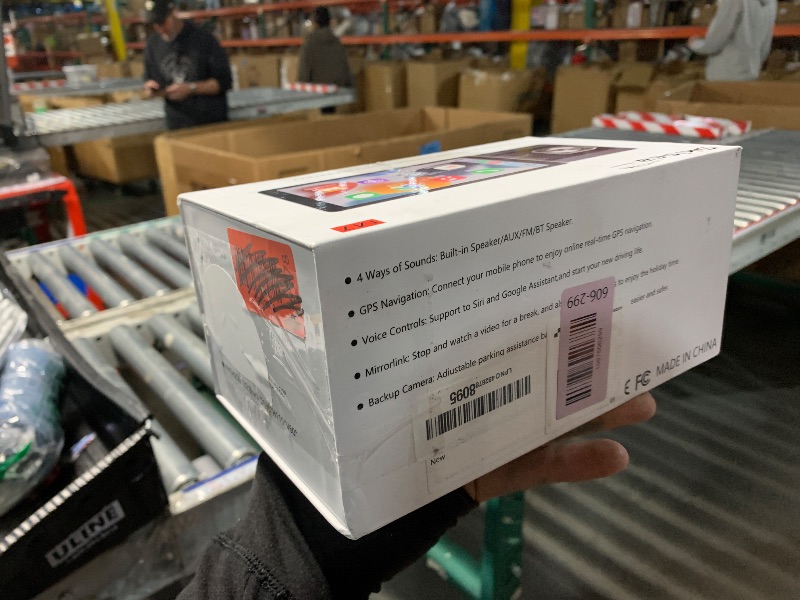 4 Ways of Sounds: Built-in Speaker/AUX/FM/BT Speaker.
GPS Navigation: Connect your mobile phone to enjoy online real-time GPS navigation.
Voice Controls: Support to Siri and Google Assistant,and start your new driving life.
Mirrorlink: Stop and watch a video for a break, and to enjoy the holiday time.
Backup Camera: Adjustable parking assistance easier and safer.
606-299
8095
New
CE FC MADE IN CHINA
ULINE